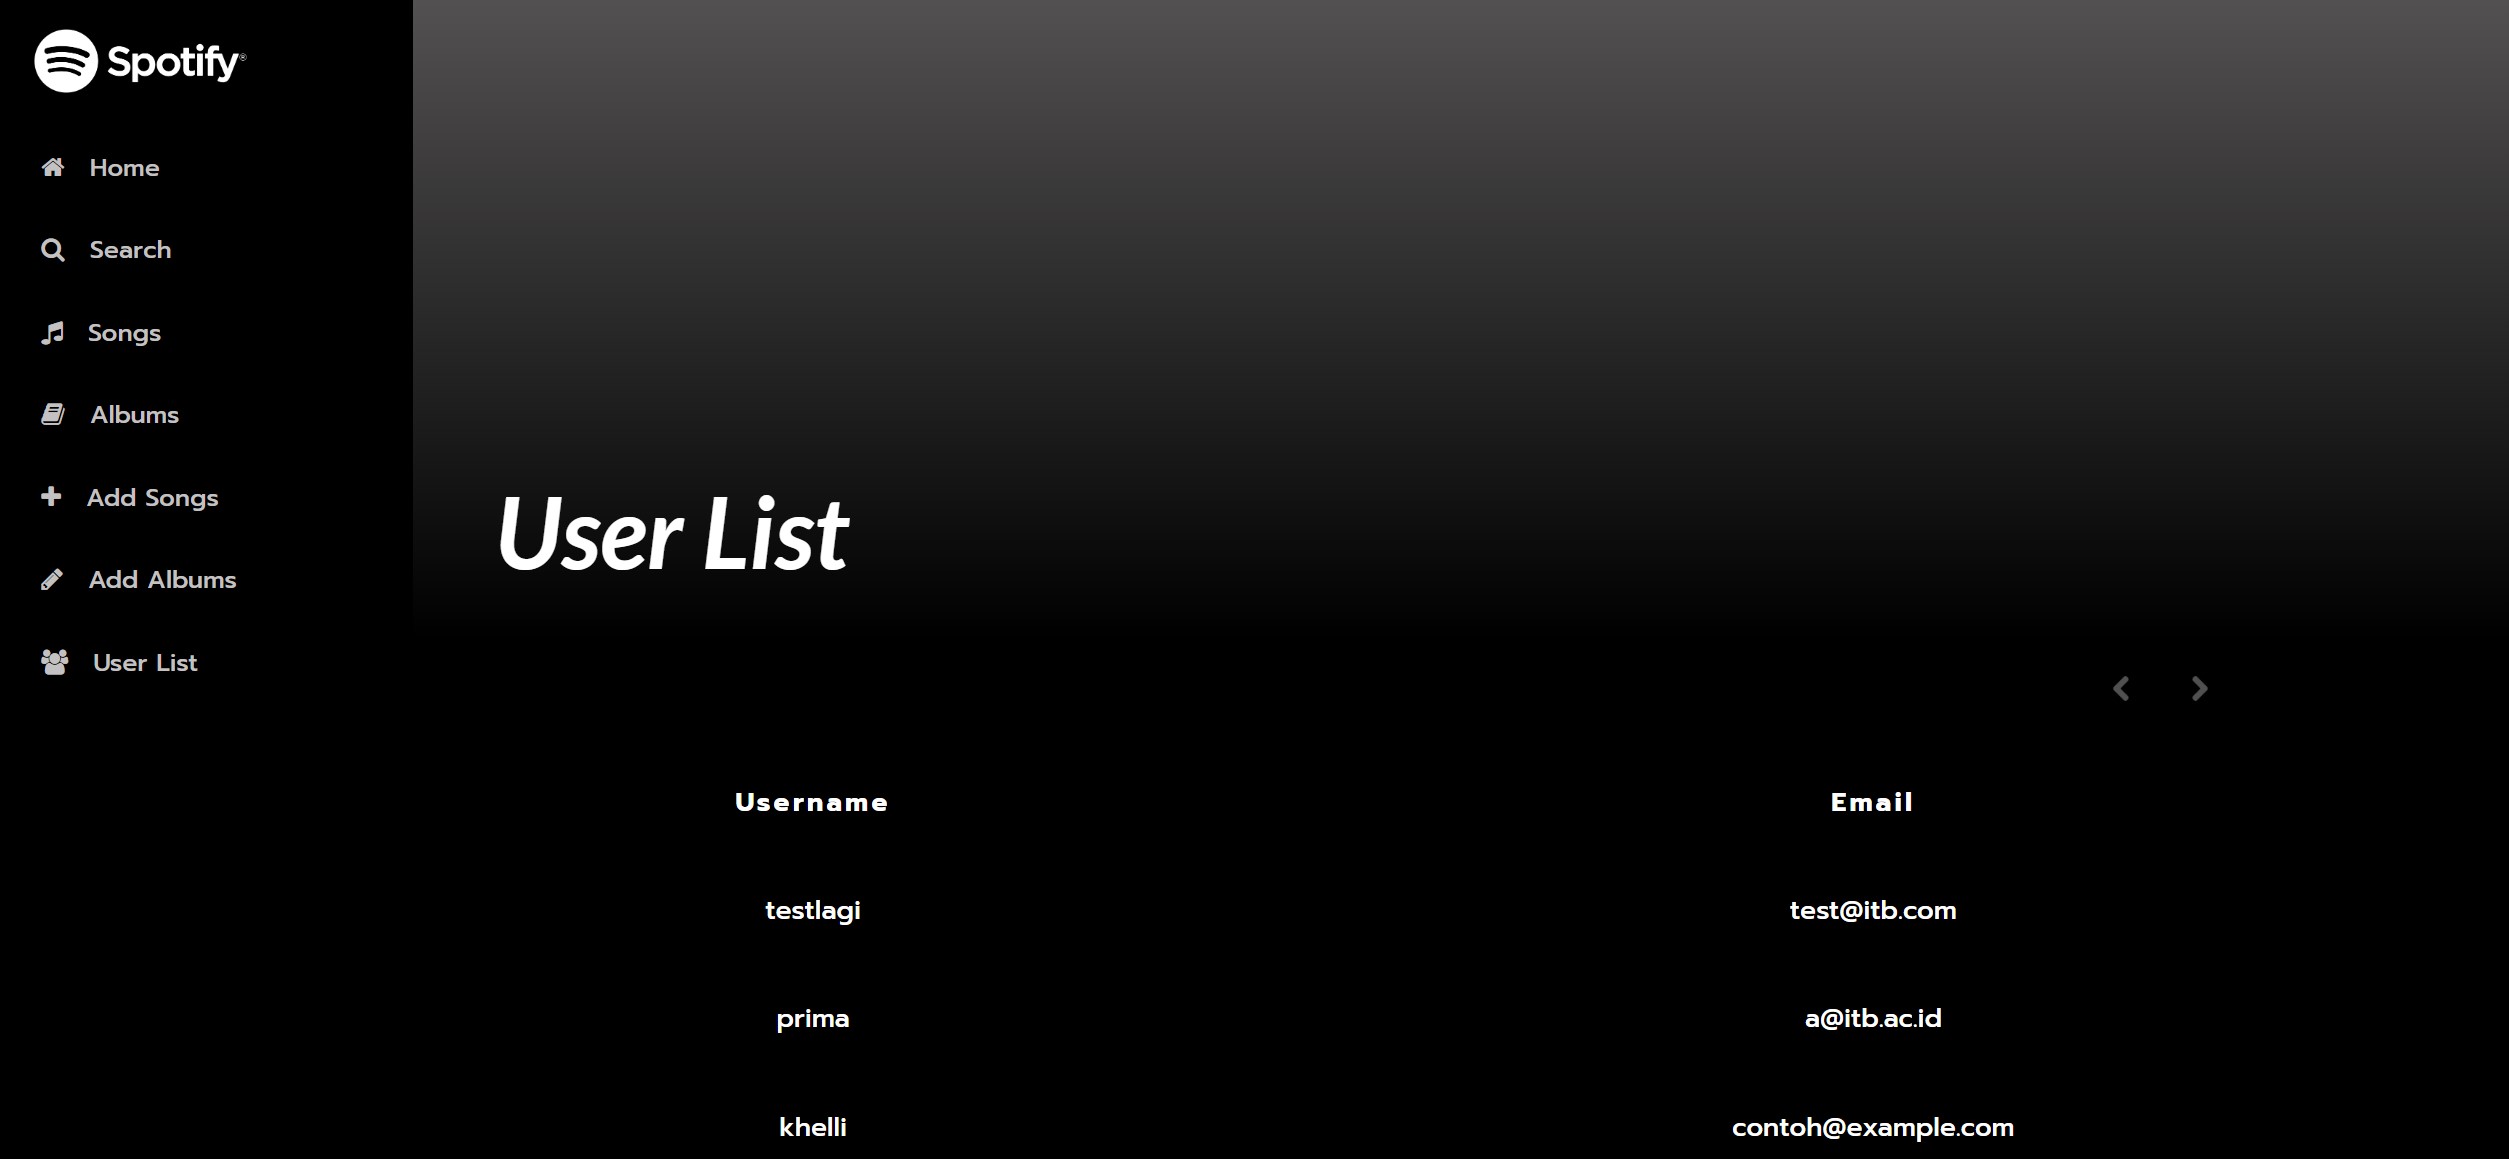 Spotify®
Home
Search
Songs
Albums
Add Songs
Add Albums
User List
User List
Username Email
testlagi test@itb.com
prima a@itb.ac.id
khelli contoh@example.com